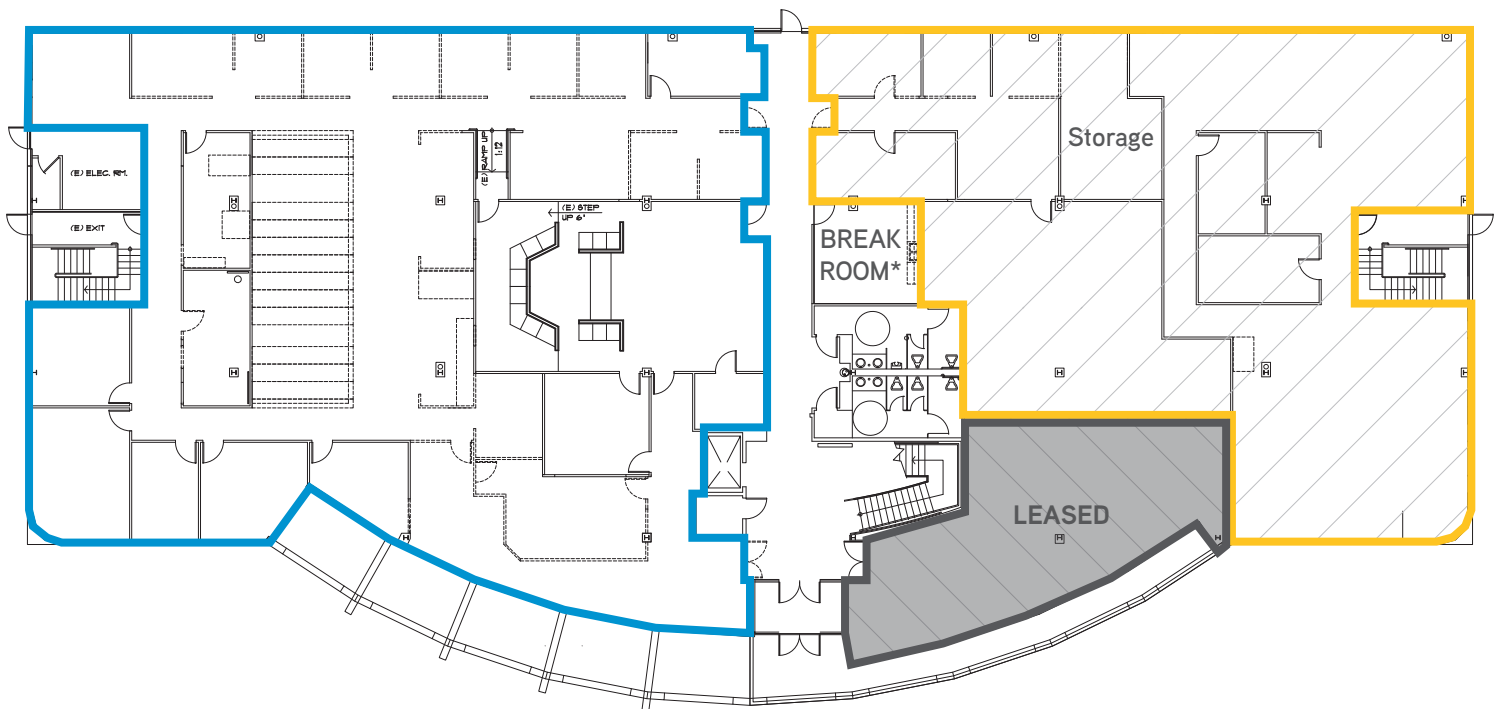 (E) RAMP UP
1:12
Storage
(E) ELEC. RM.
(E) STEP
UP 6"
(E) EXIT
BREAK
ROOM*
LEASED